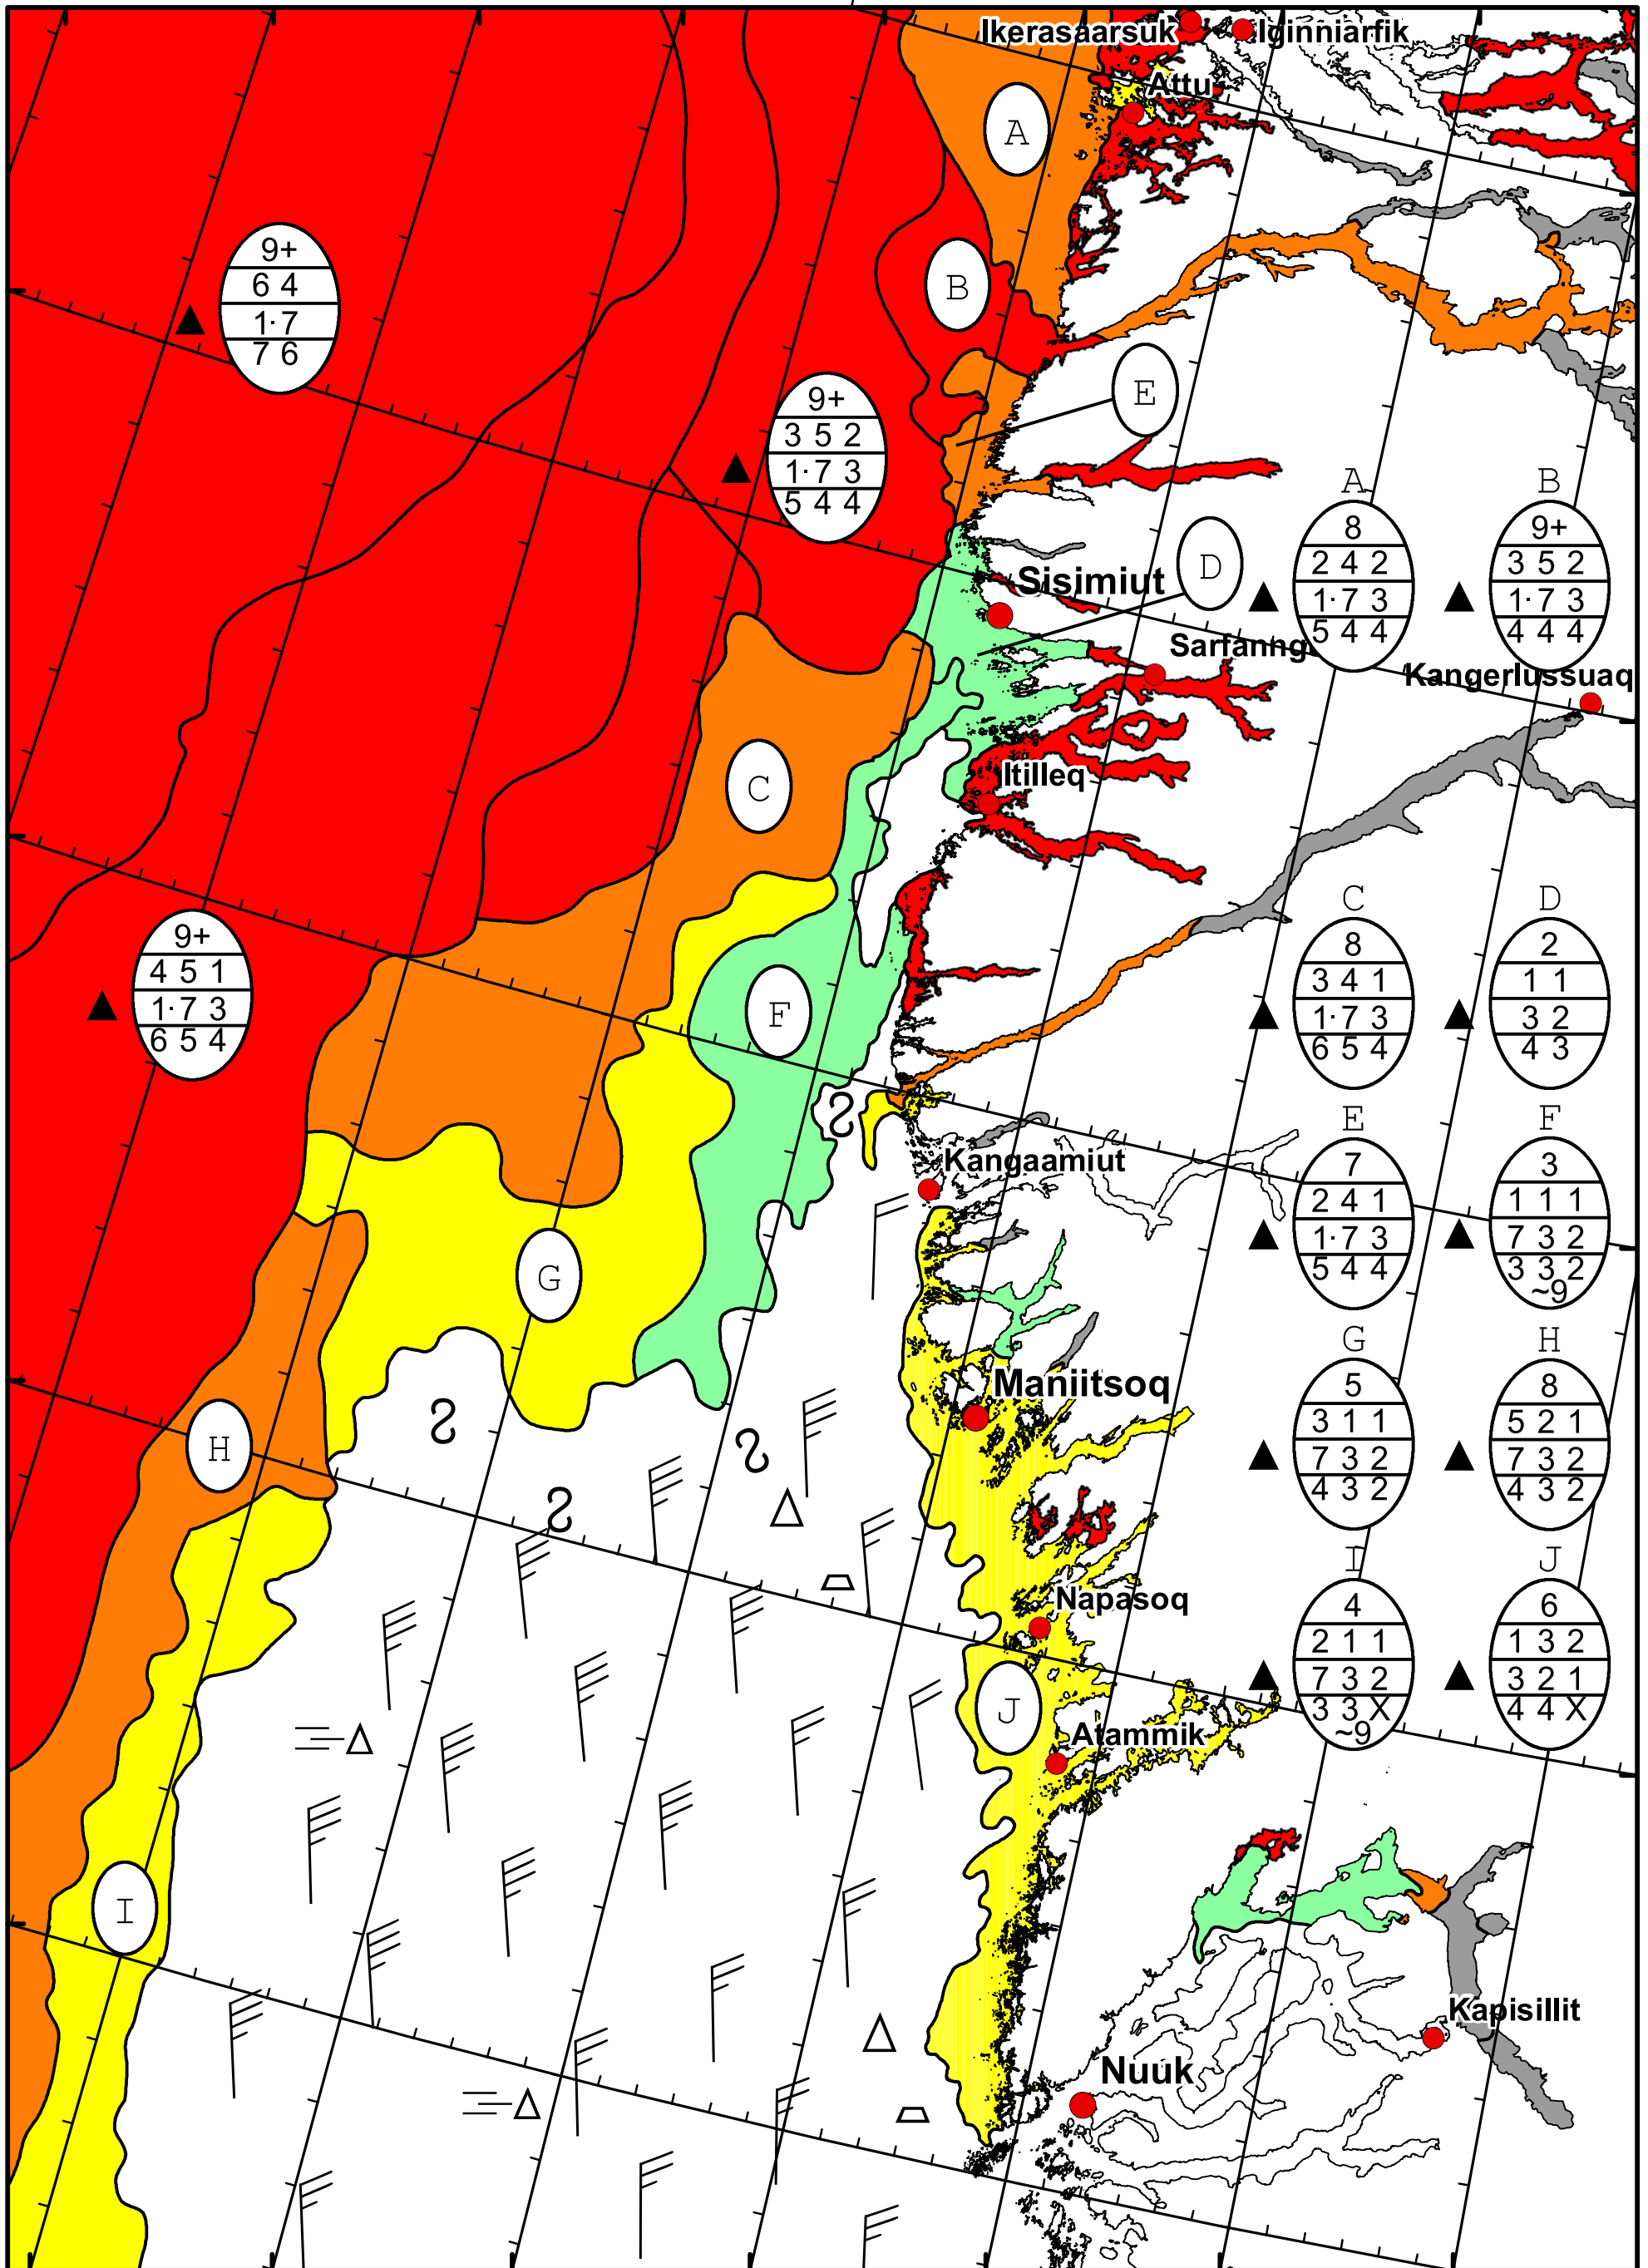 Ikerasaarsuk
Iginniarfik
Attu
A
9+
6 4
1·7
7 6
B
E
9+
3 5 2
1·7 3
5 4 4
A
8
2 4 2
1·7 3
5 4 4
B
9+
3 5 2
1·7 3
4 4 4
D
Sisimiut
Sarfanng
Kangerlussuaq
C
Itilleq
9+
4 5 1
1·7 3
6 5 4
F
C
8
3 4 1
1·7 3
6 5 4
D
2
1 1
3 2
4 3
Kangaamiut
E
7
2 4 1
1·7 3
5 4 4
F
3
1 1 1
7 3 2
3 3 2
~9
G
Maniitsoq
H
G
5
3 1 1
7 3 2
4 3 2
H
8
5 2 1
7 3 2
4 3 2
Napasoq
J
Atammik
I
4
2 1 1
7 3 2
3 3 X
~9
J
6
1 3 2
3 2 1
4 4 X
I
Kapisillit
Nuuk